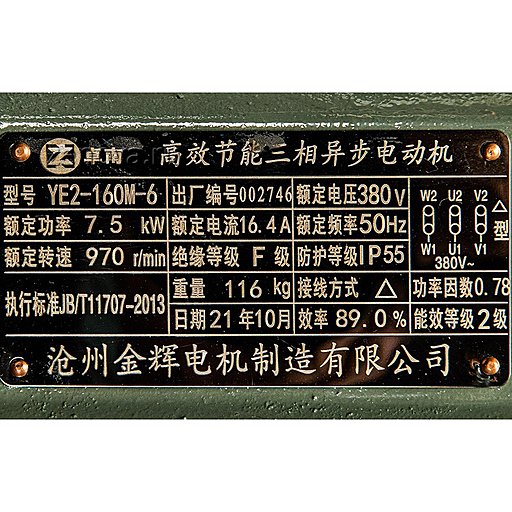 卓南 高效节能三相异步电动机
型号 YE2-160M-6 出厂编号002746 额定电压380V
额定功率 7.5 kW 额定电流16.4A 额定频率50Hz
额定转速 970 r/min 绝缘等级 F 级 防护等级IP55
W2 U2 V2
W1 U1 V1
△型
380V~
执行标准JB/T11707-2013 重量 116 kg 接线方式 △ 功率因数0.78
日期21年10月 效率 89.0% 能效等级2级
沧州金辉电机制造有限公司